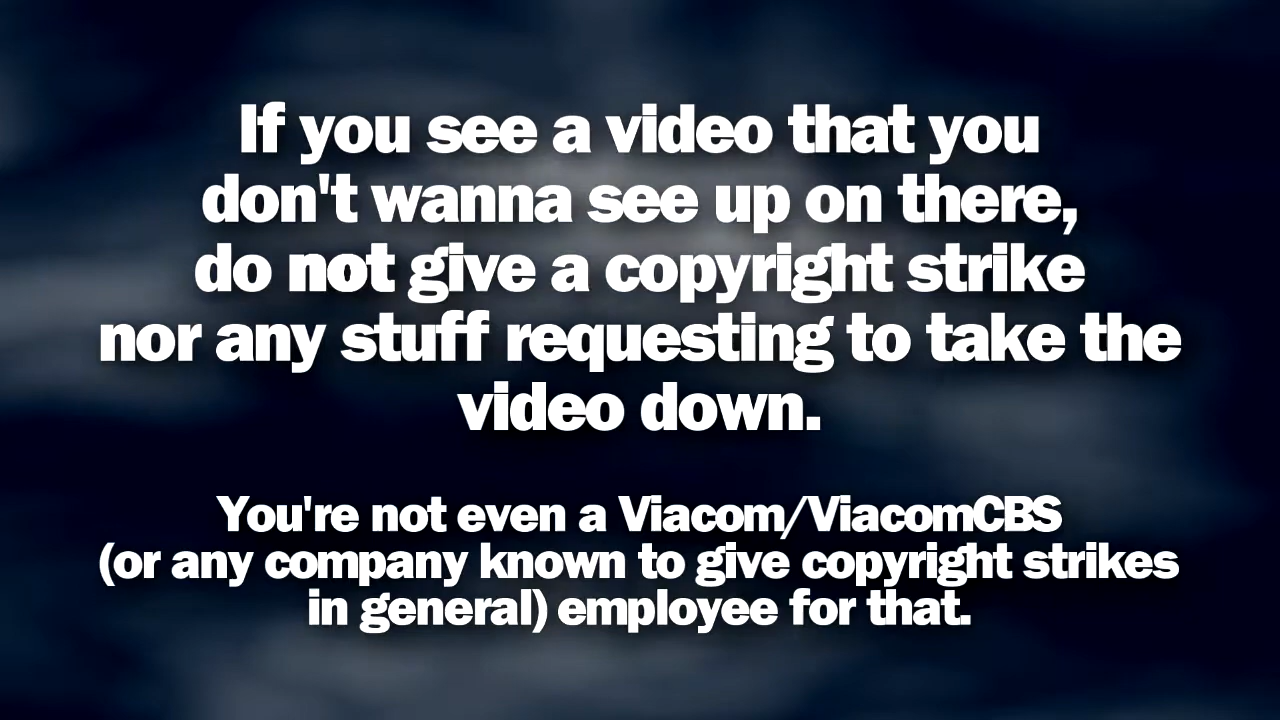 If you see a video that you
don't wanna see up on there,
do not give a copyright strike
nor any stuff requesting to take the
video down.
You're not even a Viacom/ViacomCBS
(or any company known to give copyright strikes
in general) employee for that.